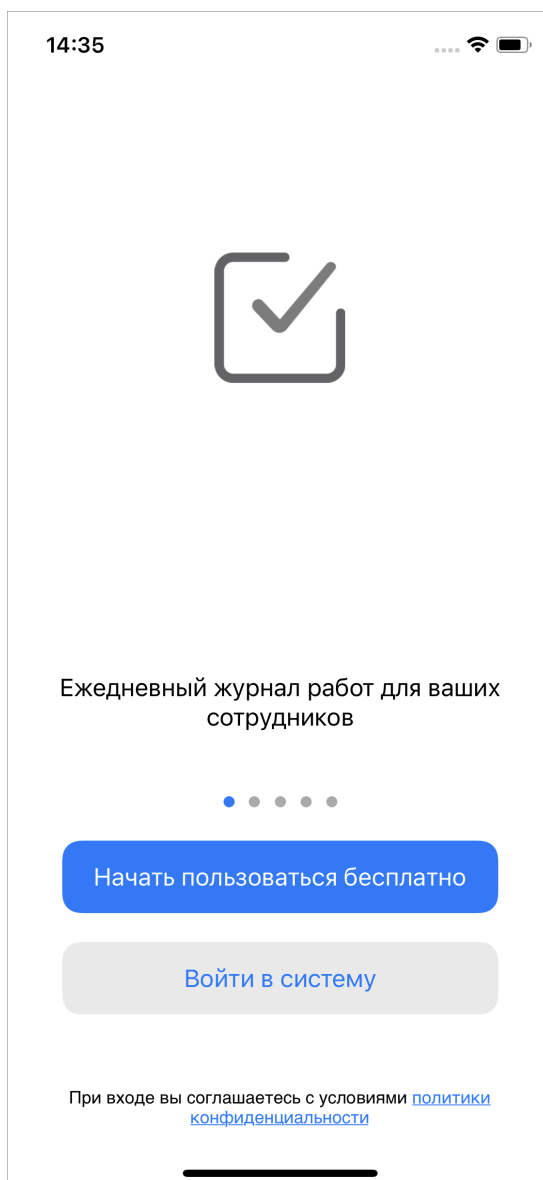 14:35
Ежедневный журнал работ для ваших
сотрудников
Начать пользоваться бесплатно
Войти в систему
При входе вы соглашаетесь с условиями политики
конфиденциальности